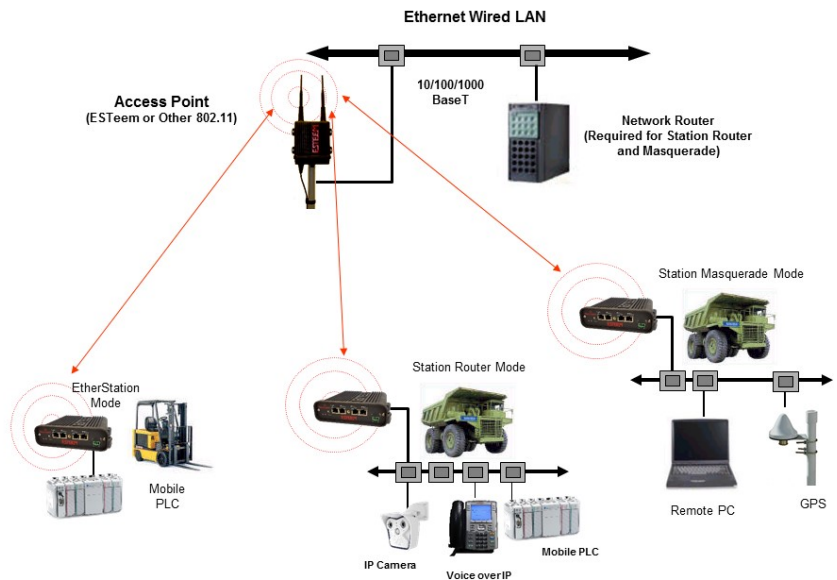 Ethernet Wired LAN
10/100/1000
BaseT
Access Point
(ESTeem or Other 802.11)
ESTEEM
Network Router
(Required for Station Router
and Masquerade)
Station Masquerade Mode
Station Router Mode
EtherStation
Mode
Mobile
PLC
Remote PC
GPS
IP Camera
Voice over IP
Mobile PLC